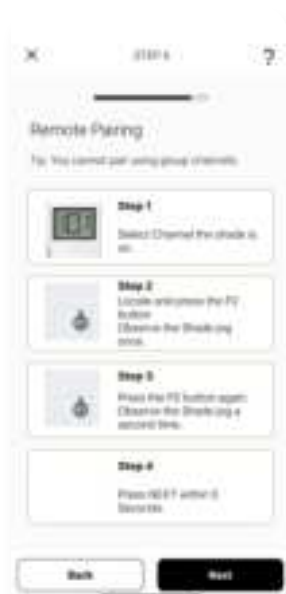 STEP 4
?
Remote Pairing
Tip: You cannot pair using group channels.
Step 1
Select Channel the shade is
on.
Step 2
Locate and press the P2
button
Observe the Shade jog
once.
Step 3
Press the P2 button again
Observe the Shade jog a
second time.
Step 4
Press NEXT within
Seconds
Back
Next